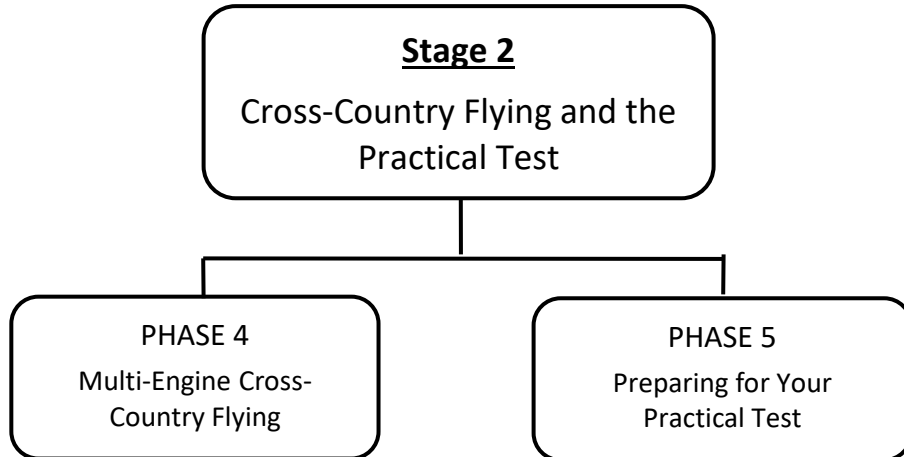 Stage 2
Cross-Country Flying and the
Practical Test
PHASE 4
Multi-Engine Cross-
Country Flying
PHASE 5
Preparing for Your
Practical Test